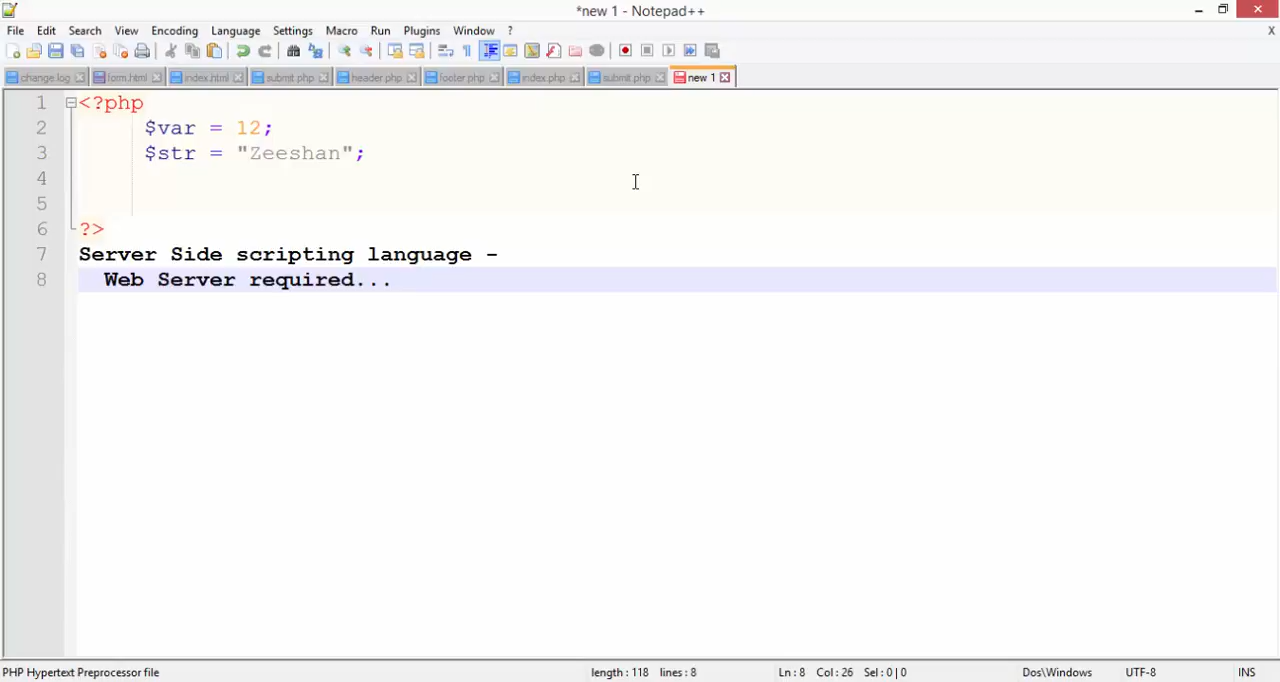 *new 1 - Notepad++
File Edit Search View Encoding Language Settings Macro Run Plugins Window ? X
change.log form.html index.html submit.php header.php footer.php index.php submit.php new 1
1 <?php
2 $var = 12;
3 $str = "Zeeshan";
4
5
6 ?>
7 Server Side scripting language -
8 Web Server required...
PHP Hypertext Preprocessor file length : 118 lines : 8 Ln : 8 Col : 26 Sel : 0 | 0 Dos\Windows UTF-8 INS